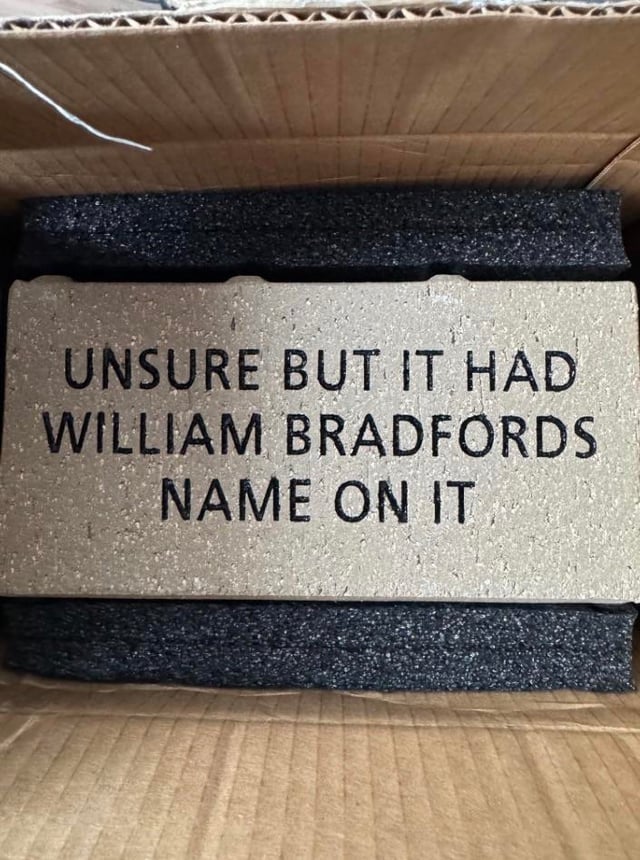 UNSURE BUT IT HAD
WILLIAM BRADFORDS
NAME ON IT